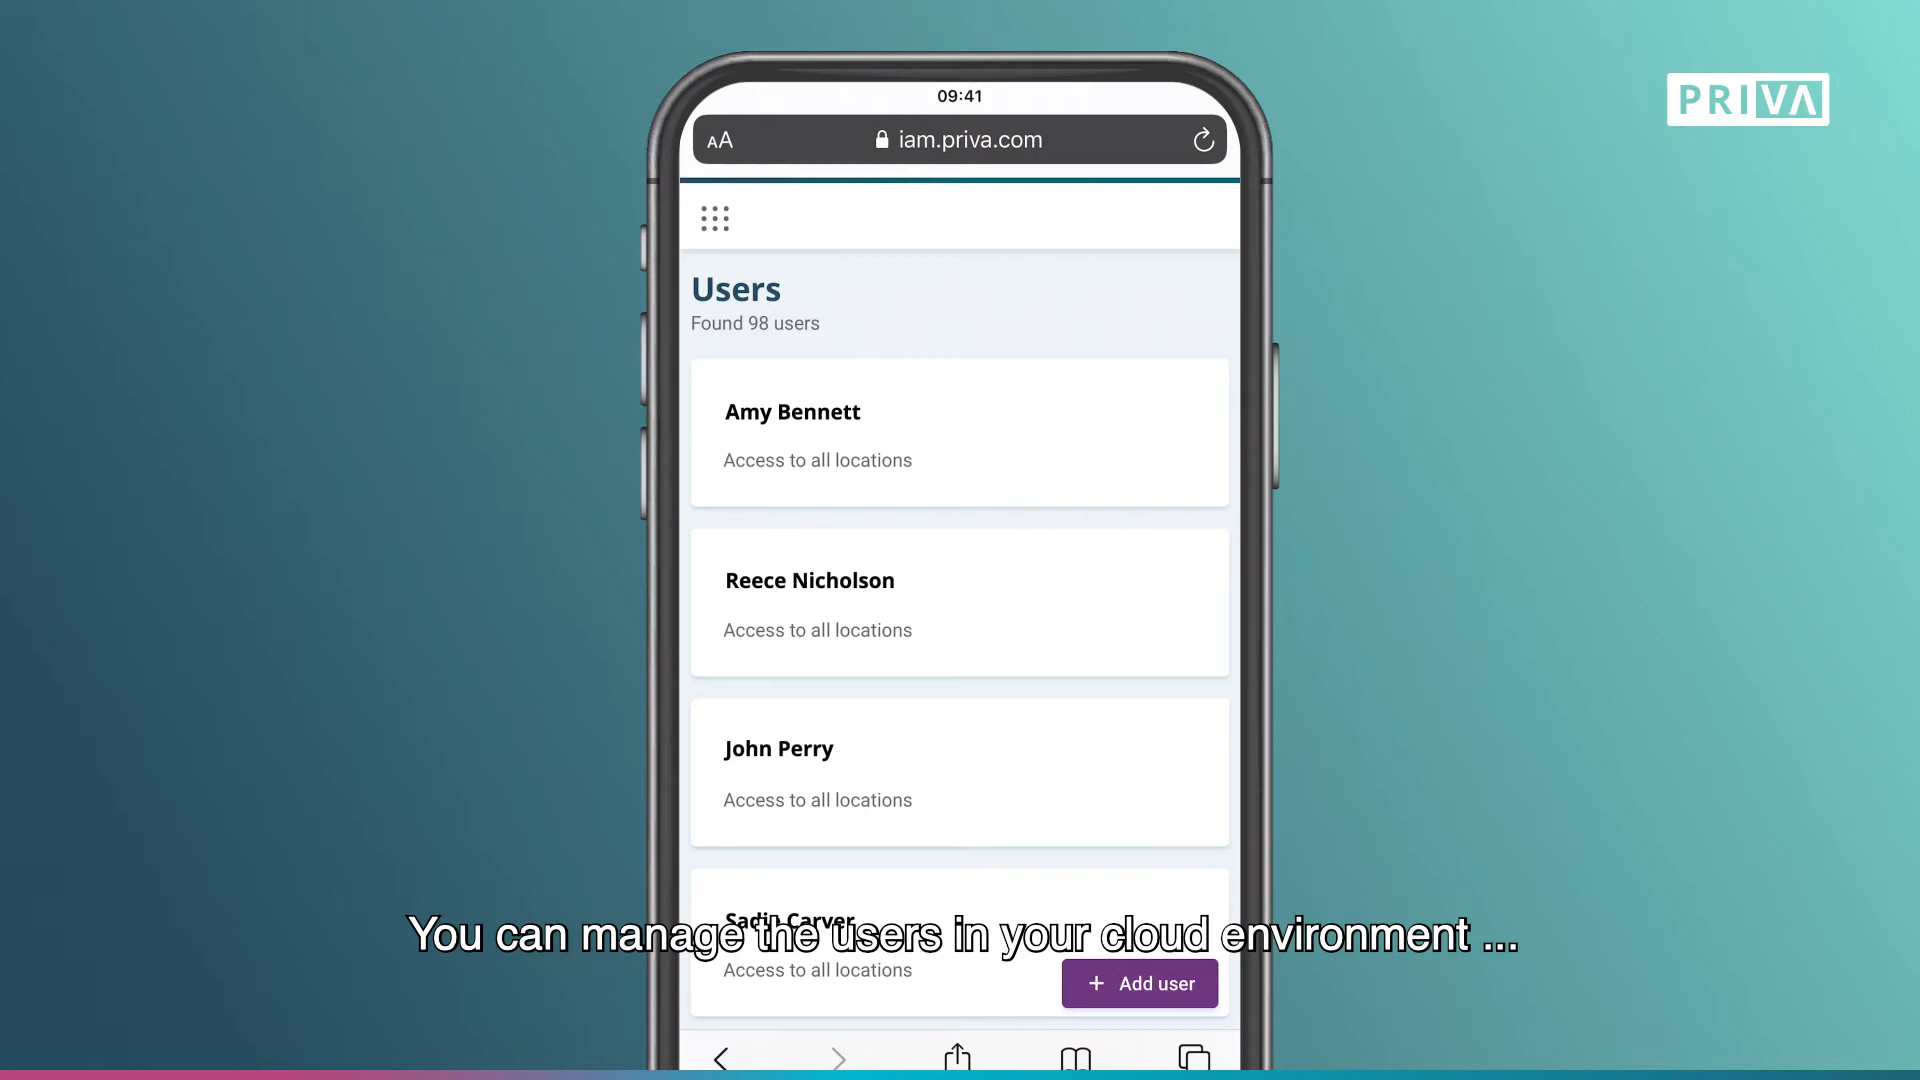 09:41
PRIVA
AA
iam.priva.com
Users
Found 98 users
Amy Bennett
Access to all locations
Reece Nicholson
Access to all locations
John Perry
Access to all locations
Sadie Carver
You can manage the users in your cloud environment ...
Access to all locations
+ Add user